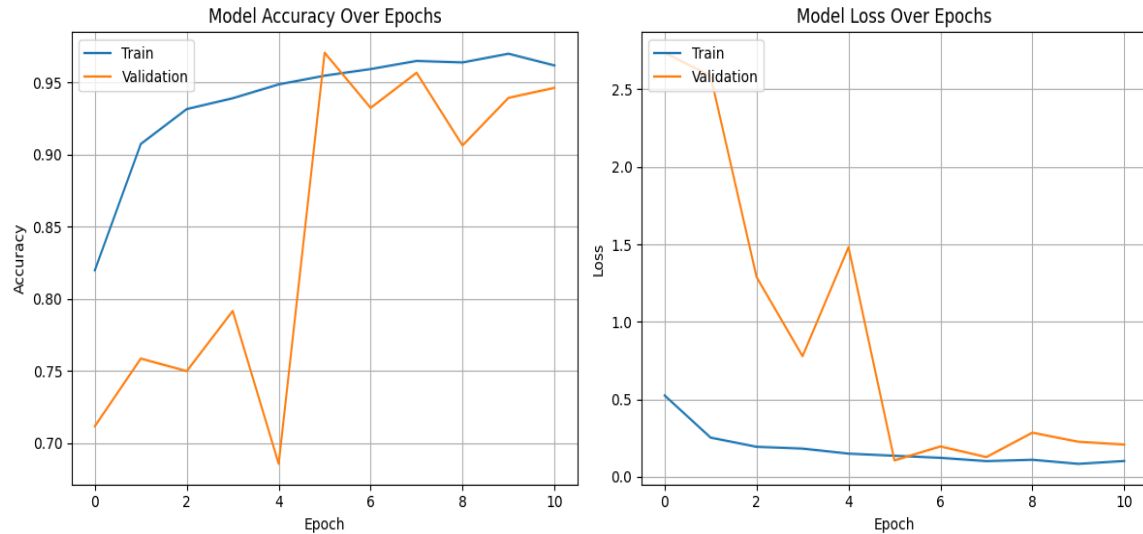 Model Accuracy Over Epochs
Train
Validation
0.95
0.90
0.85
0.80
0.75
0.70
Accuracy
0 2 4 6 8 10
Epoch
Model Loss Over Epochs
Train
Validation
2.5
2.0
1.5
1.0
0.5
0.0
Loss
0 2 4 6 8 10
Epoch